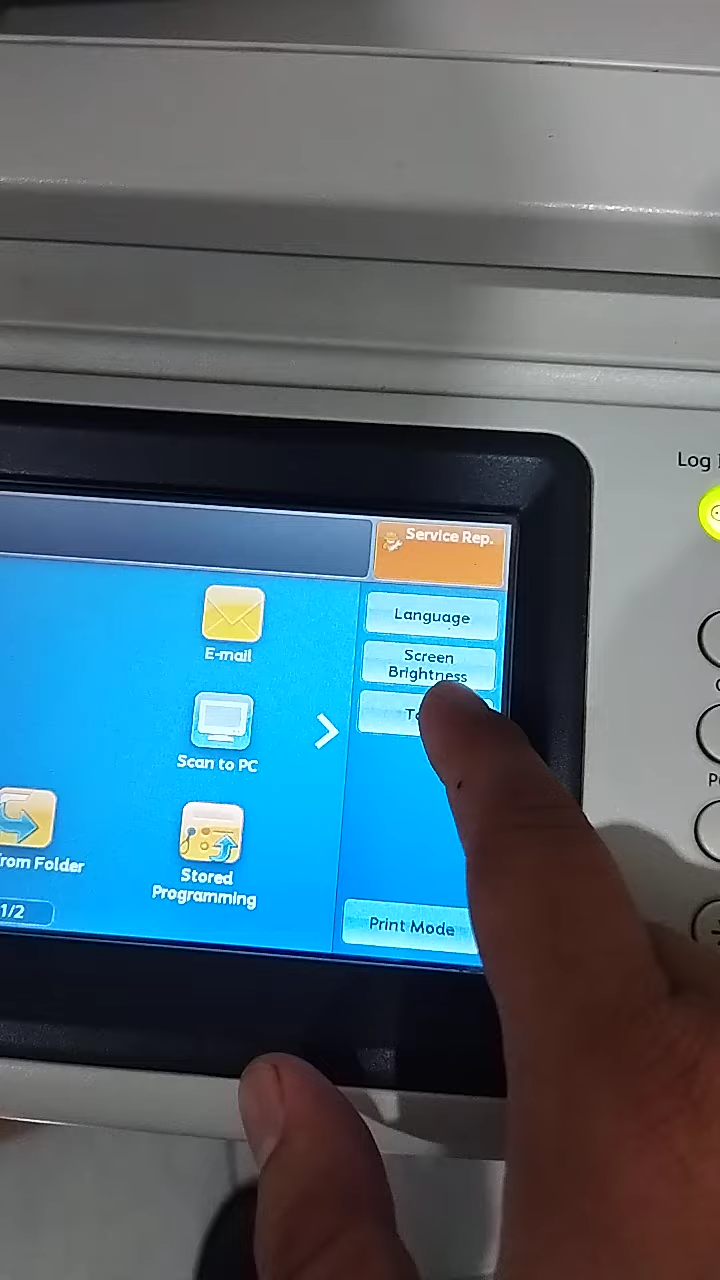 Log
Service Rep.
Language
Screen
Brightness
E-mail
Scan to PC
rom Folder
Stored
Programming
1/2
Print Mode